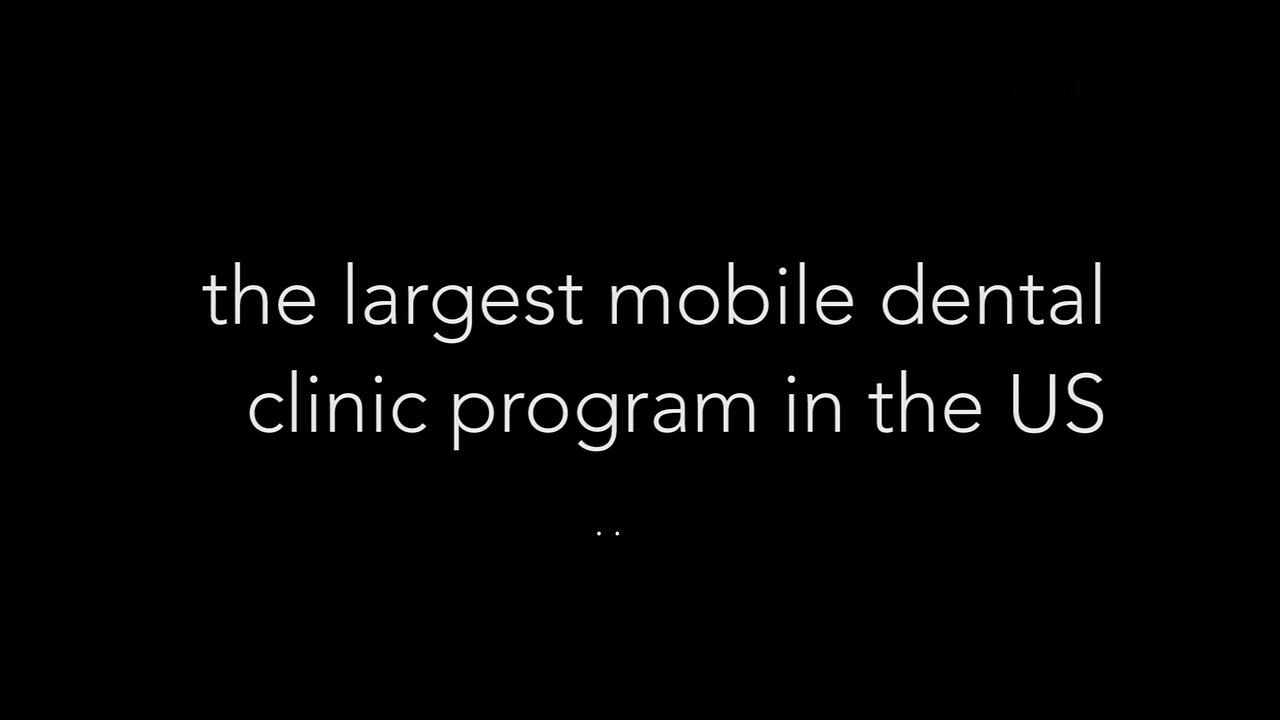 the largest mobile dental
clinic program in the US
. .